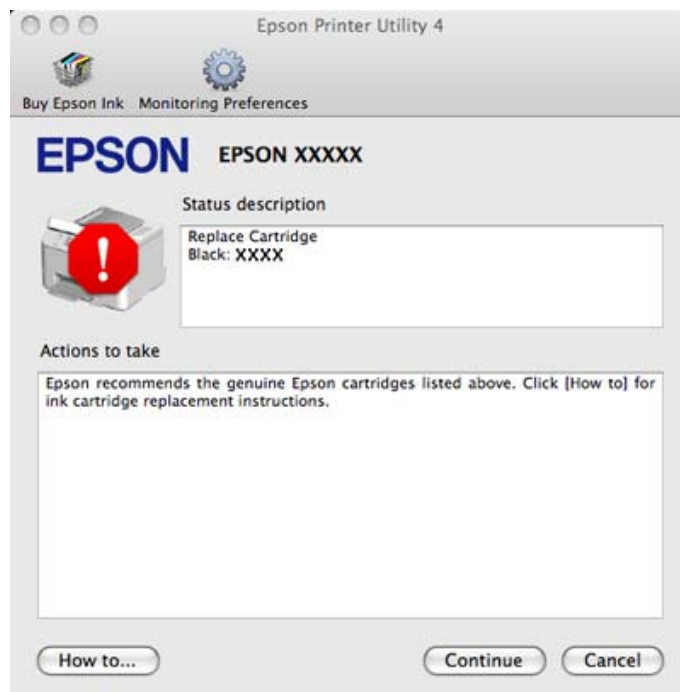 Epson Printer Utility 4
Buy Epson Ink Monitoring Preferences
EPSON EPSON XXXXX
Status description
Replace Cartridge
Black: XXXX
Actions to take
Epson recommends the genuine Epson cartridges listed above. Click [How to] for
ink cartridge replacement instructions.
How to... Continue Cancel